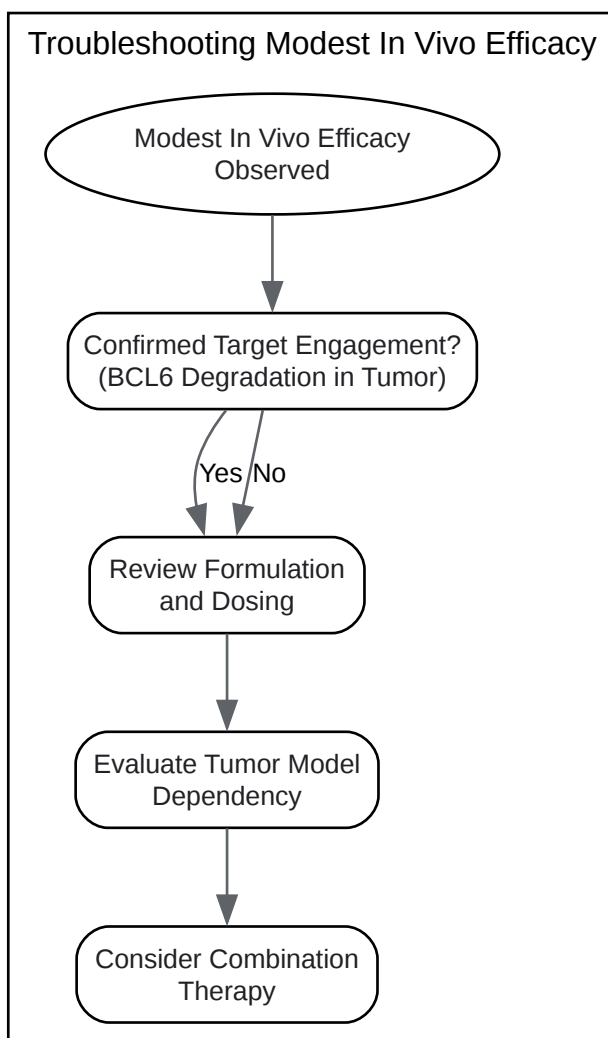 Troubleshooting Modest In Vivo Efficacy
Modest In Vivo Efficacy
Observed
Confirmed Target Engagement?
(BCL6 Degradation in Tumor)
Yes No
Review Formulation
and Dosing
Evaluate Tumor Model
Dependency
Consider Combination
Therapy